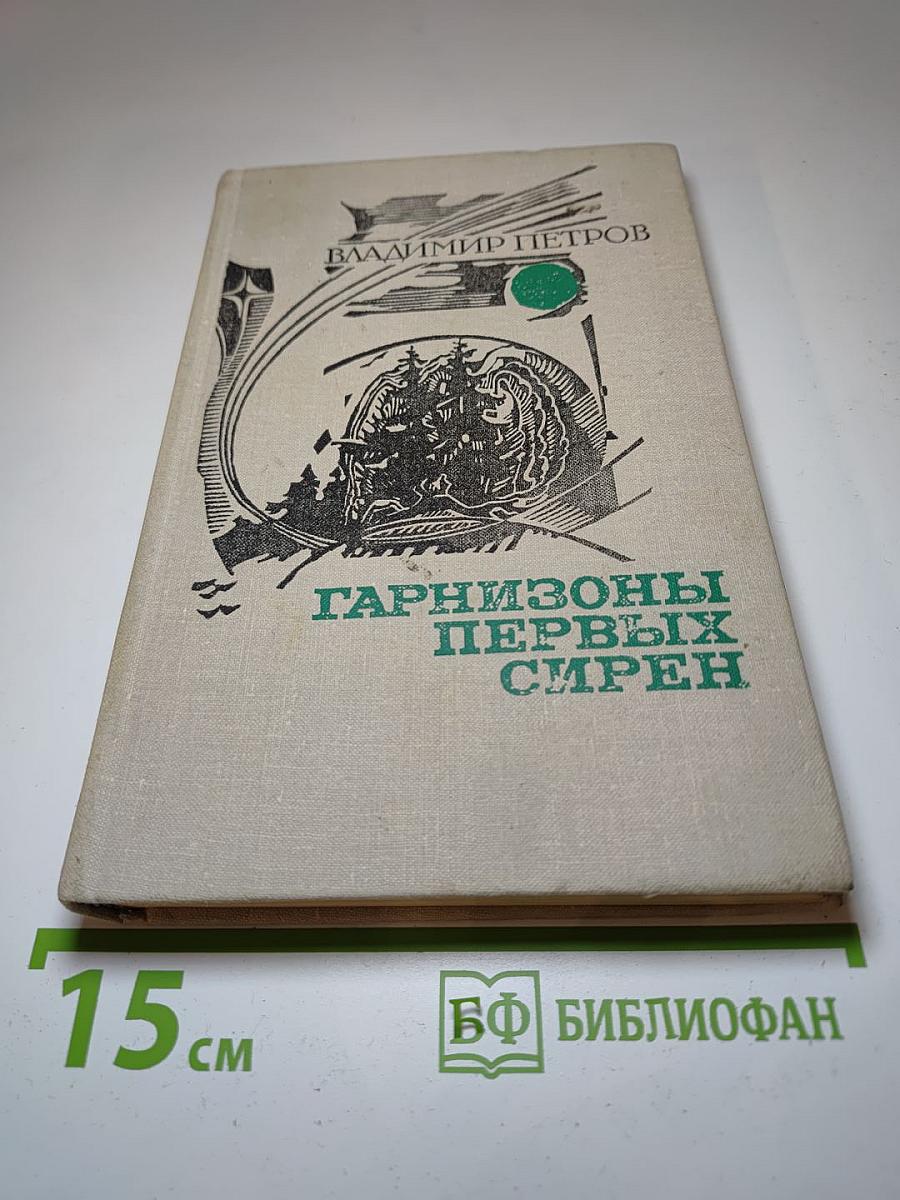 ВЛАДИМИР ПЕТРОВ
ГАРНИЗОНЫ
ПЕРВЫХ
СИРЕН
15 см
БФ БИБЛИОФАН